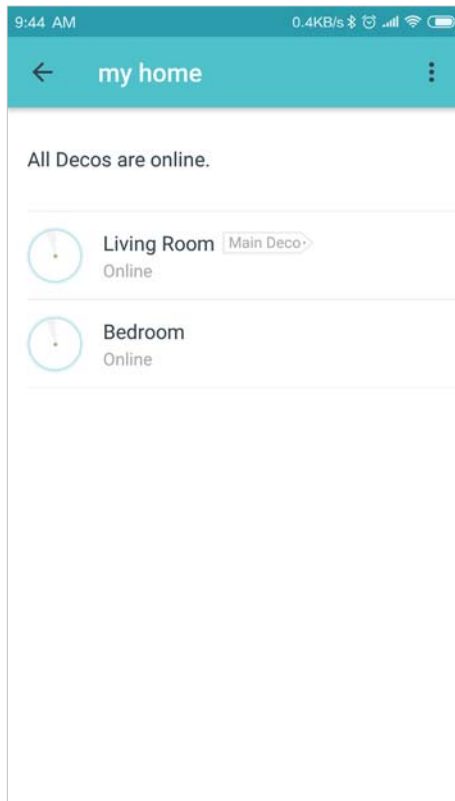 9:44 AM 0.4KB/s
my home
All Decos are online.
Living Room Main Deco
Online
Bedroom
Online